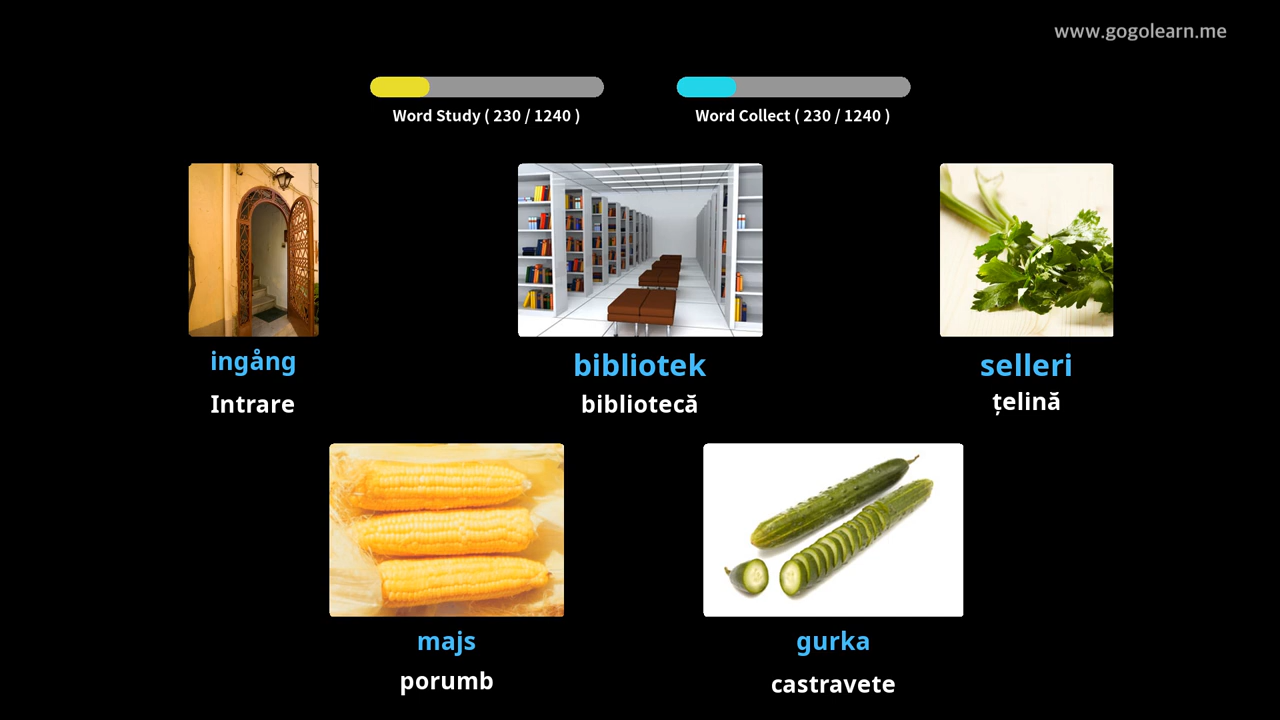 www.gogolearn.me
Word Study ( 230 / 1240 )
Word Collect ( 230 / 1240 )
ingång
Intrare
bibliotek
bibliotecă
selleri
țelină
majs
porumb
gurka
castravete